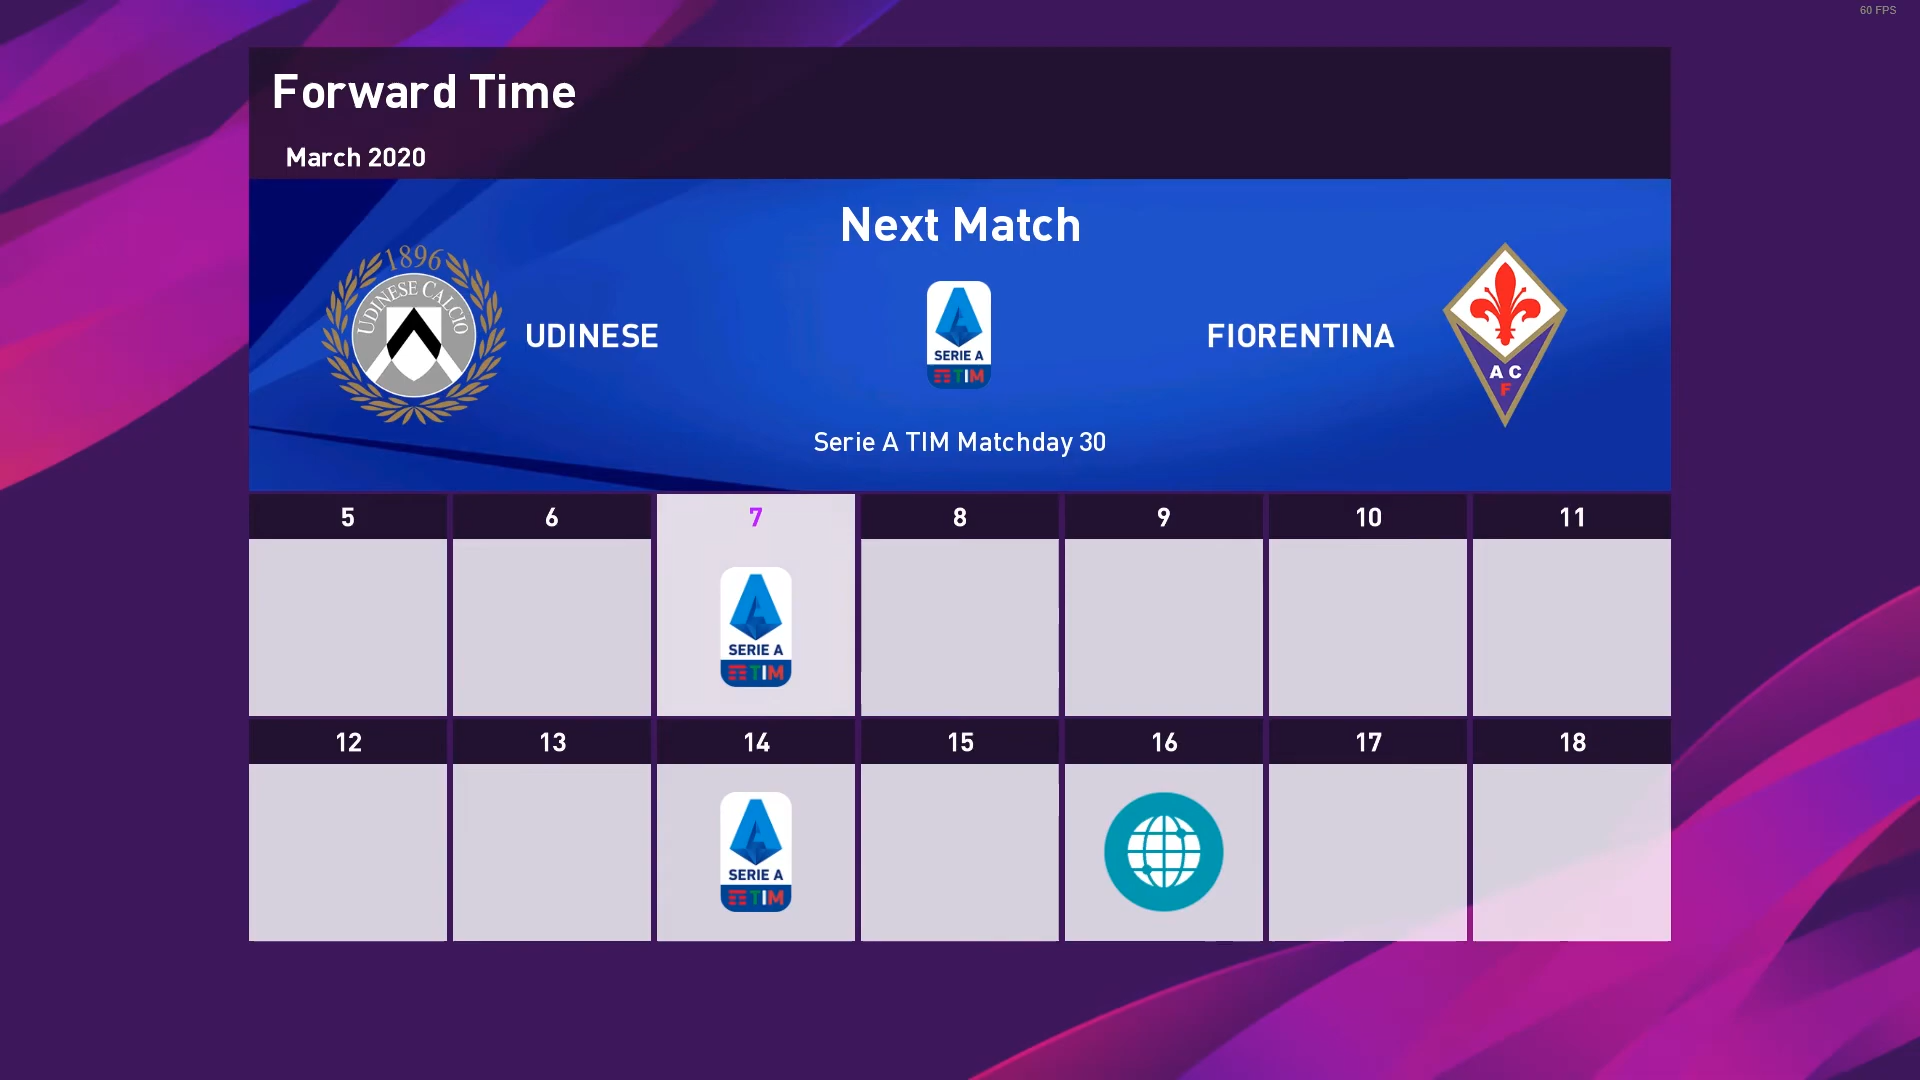 60 FPS
Forward Time
March 2020
Next Match
1896
UDINESE CALCIO
UDINESE
SERIE A
TIM
FIORENTINA
A C
F
Serie A TIM Matchday 30
5 6 7 8 9 10 11
SERIE A
TIM
12 13 14 15 16 17 18
SERIE A
TIM